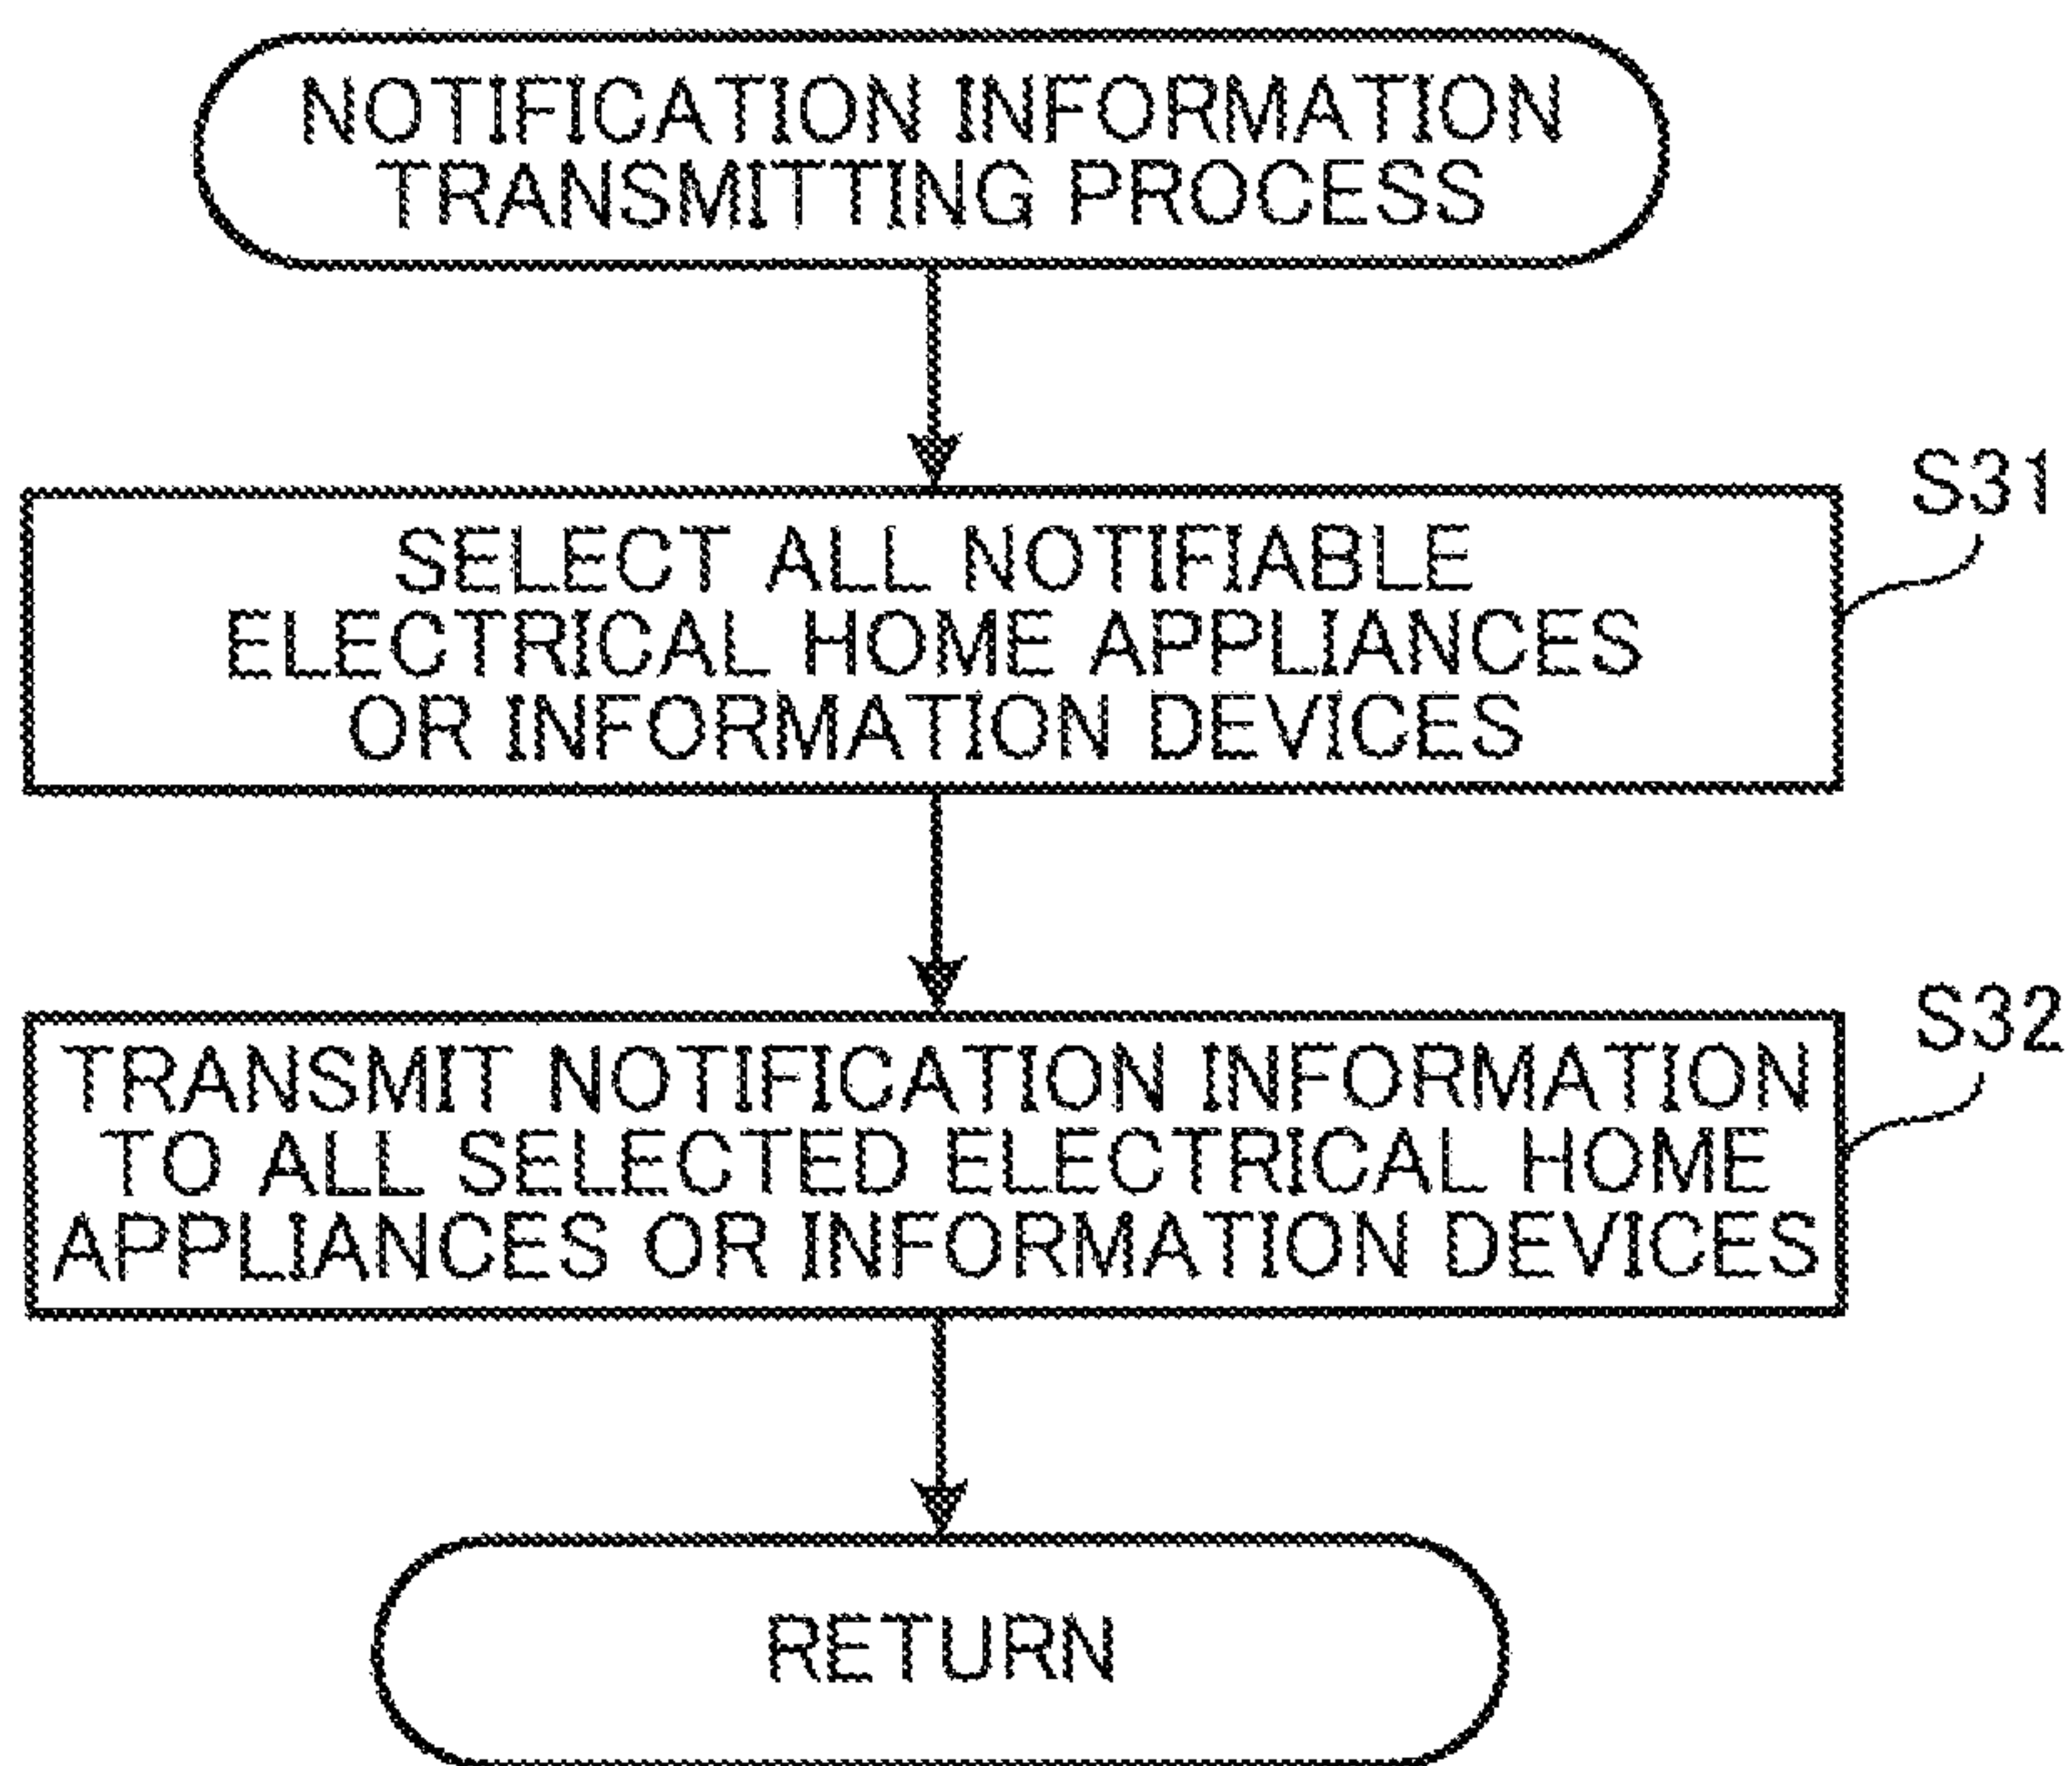 NOTIFICATION INFORMATION
TRANSMITTING PROCESS
S31
SELECT ALL NOTIFIABLE
ELECTRICAL HOME APPLIANCES
OR INFORMATION DEVICES
S32
TRANSMIT NOTIFICATION INFORMATION
TO ALL SELECTED ELECTRICAL HOME
APPLIANCES OR INFORMATION DEVICES
RETURN